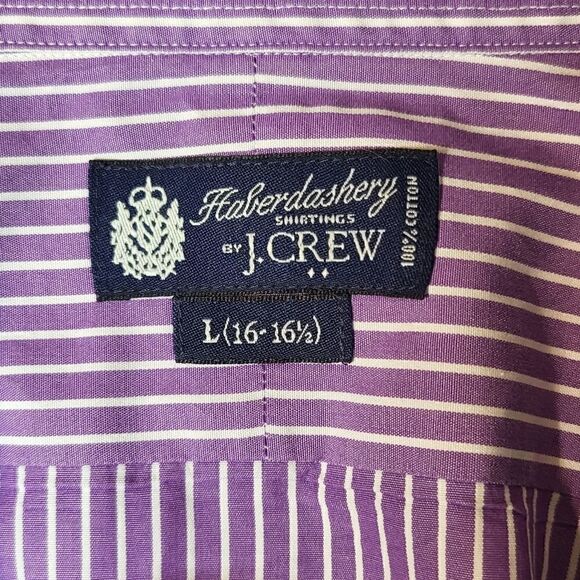 Haberdashery
SHIRTINGS
BY J.CREW
100% COTTON
L (16-16½)